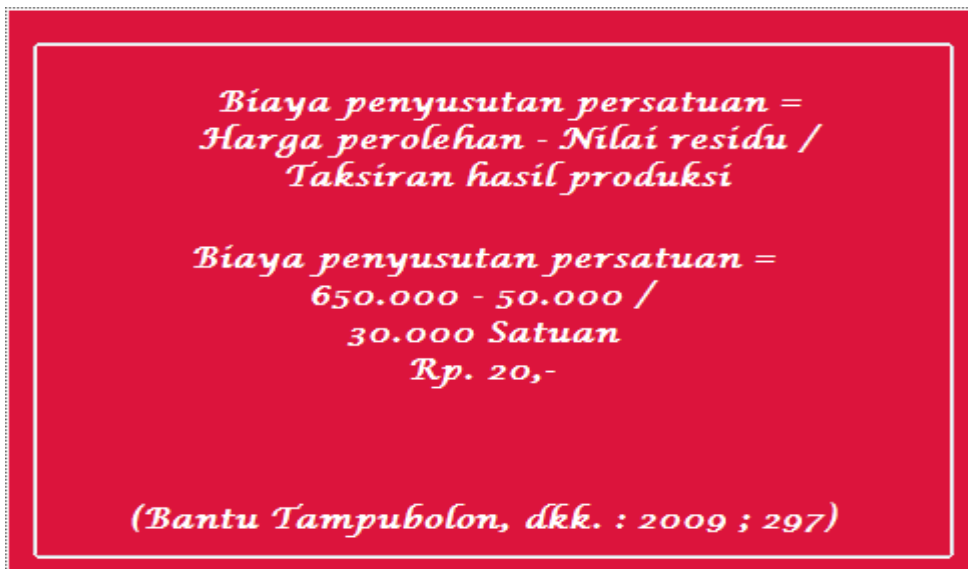 Biaya penyusutan persatuan =
Harga perolehan - Nilai residu /
Taksiran hasil produksi
Biaya penyusutan persatuan =
650.000 - 50.000 /
30.000 Satuan
Rp. 20,-
(Bantu Tampubolon, dkk. : 2009 ; 297)